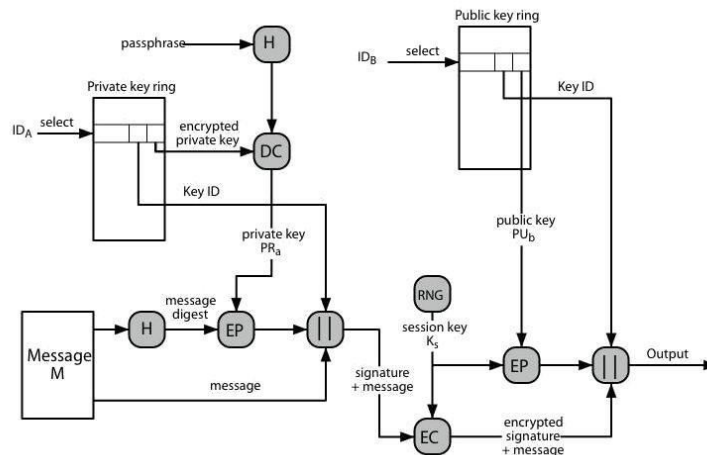 Public key ring
passphrase
H
ID_B
select
Private key ring
Key ID
ID_A
select
encrypted
private key
DC
Key ID
private key
PR_a
public key
PU_b
RNG
message
digest
session key
K_s
H
EP
||
Message
M
EP
||
Output
message
signature
+ message
EC
encrypted
signature
+ message